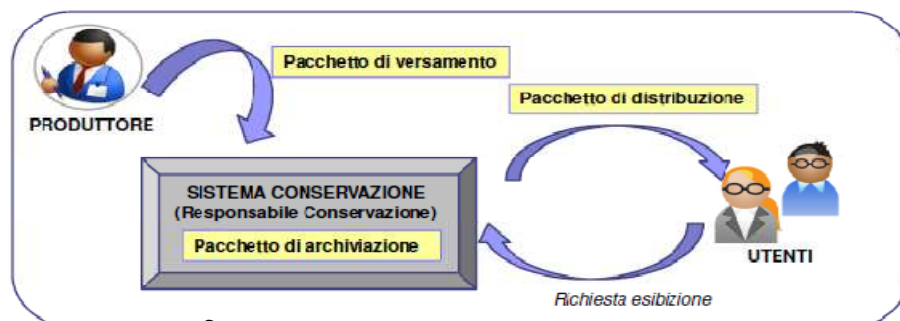 Pacchetto di versamento
PRODUTTORE
Pacchetto di distribuzione
SISTEMA CONSERVAZIONE
(Responsabile Conservazione)
Pacchetto di archiviazione
UTENTI
Richiesta esibizione